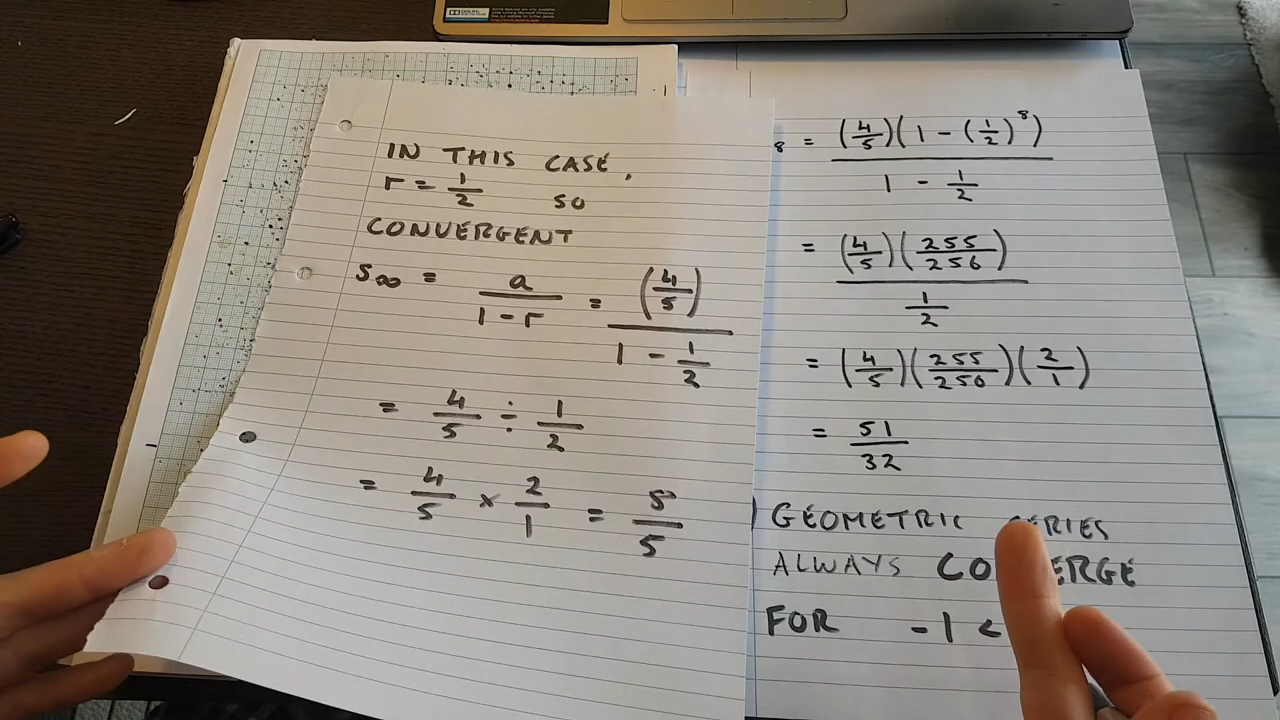 IN THIS CASE,
r = 1/2 so
CONVERGENT
S∞ = a/(1-r) = (4/5)/(1 - 1/2)
= 4/5 ÷ 1/2
= 4/5 × 2/1 = 8/5
8 = (4/5)(1 - (1/2)^8)/(1 - 1/2)
= (4/5)(255/256)/(1/2)
= (4/5)(255/256)(2/1)
= 51/32
) GEOMETRIC SERIES
ALWAYS CONVERGE
FOR -1 <